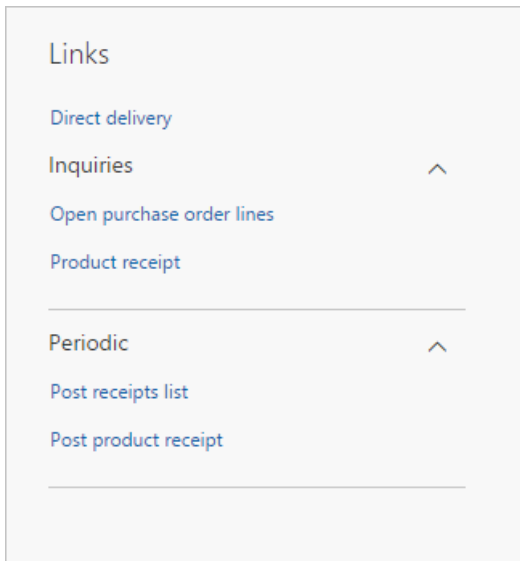 Links
Direct delivery
Inquiries
Open purchase order lines
Product receipt
Periodic
Post receipts list
Post product receipt